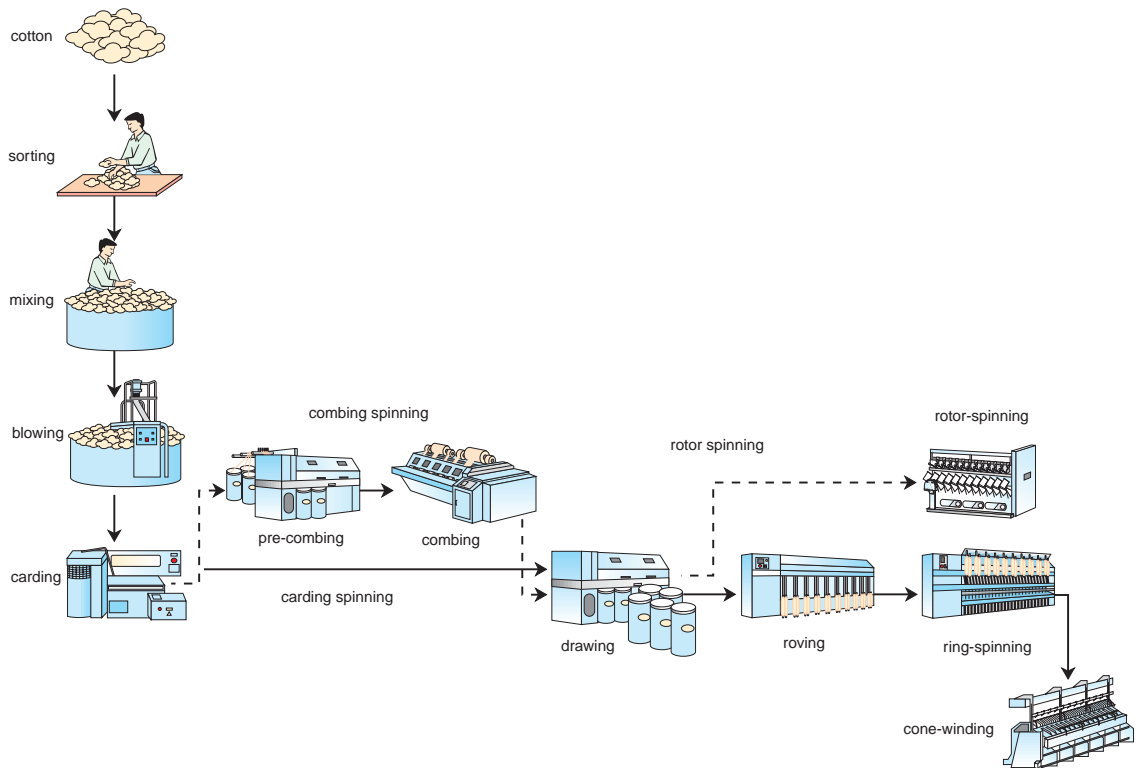 cotton
sorting
mixing
blowing
combing spinning
rotor spinning
rotor-spinning
pre-combing
combing
carding
carding spinning
drawing
roving
ring-spinning
cone-winding